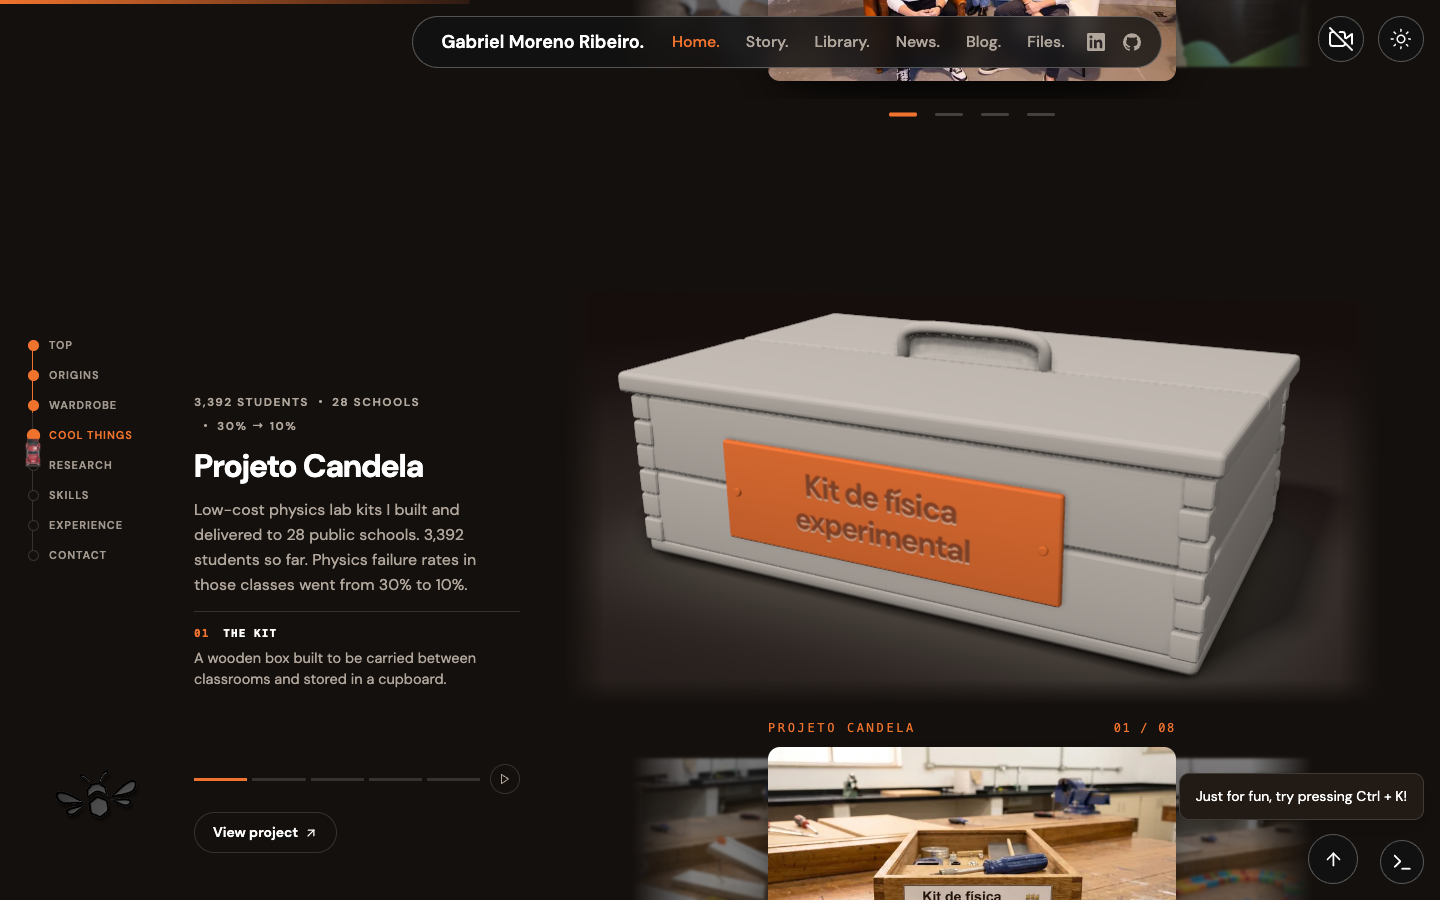 Gabriel Moreno Ribeiro.
Home.
Story.
Library.
News.
Blog.
Files.
TOP
ORIGINS
WARDROBE
COOL THINGS
RESEARCH
SKILLS
EXPERIENCE
CONTACT
3,392 STUDENTS • 28 SCHOOLS
• 30% → 10%
Projeto Candela
Low-cost physics lab kits I built and
delivered to 28 public schools. 3,392
students so far. Physics failure rates in
those classes went from 30% to 10%.
01 THE KIT
A wooden box built to be carried between
classrooms and stored in a cupboard.
View project ↗
Kit de física
experimental
PROJETO CANDELA
01 / 08
Kit de física
Just for fun, try pressing Ctrl + K!